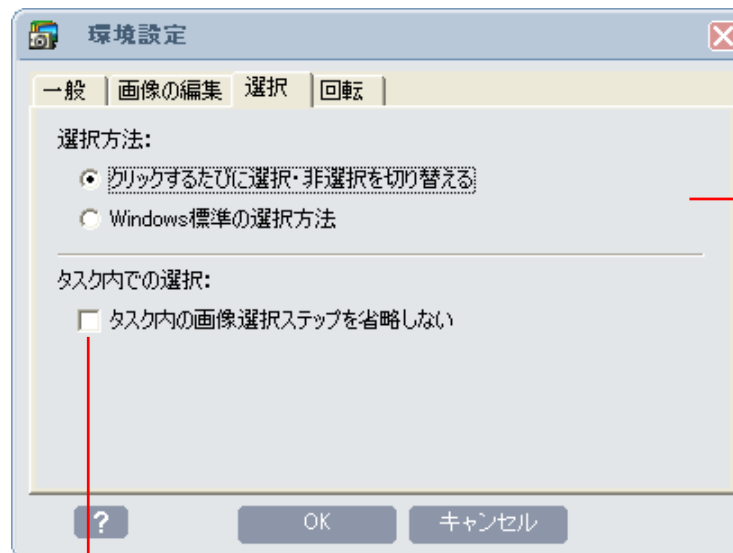 環境設定
一般 画像の編集 選択 回転
選択方法:
クリックするたびに選択・非選択を切り替える
Windows標準の選択方法
タスク内での選択:
タスク内の画像選択ステップを省略しない
? OK キャンセル